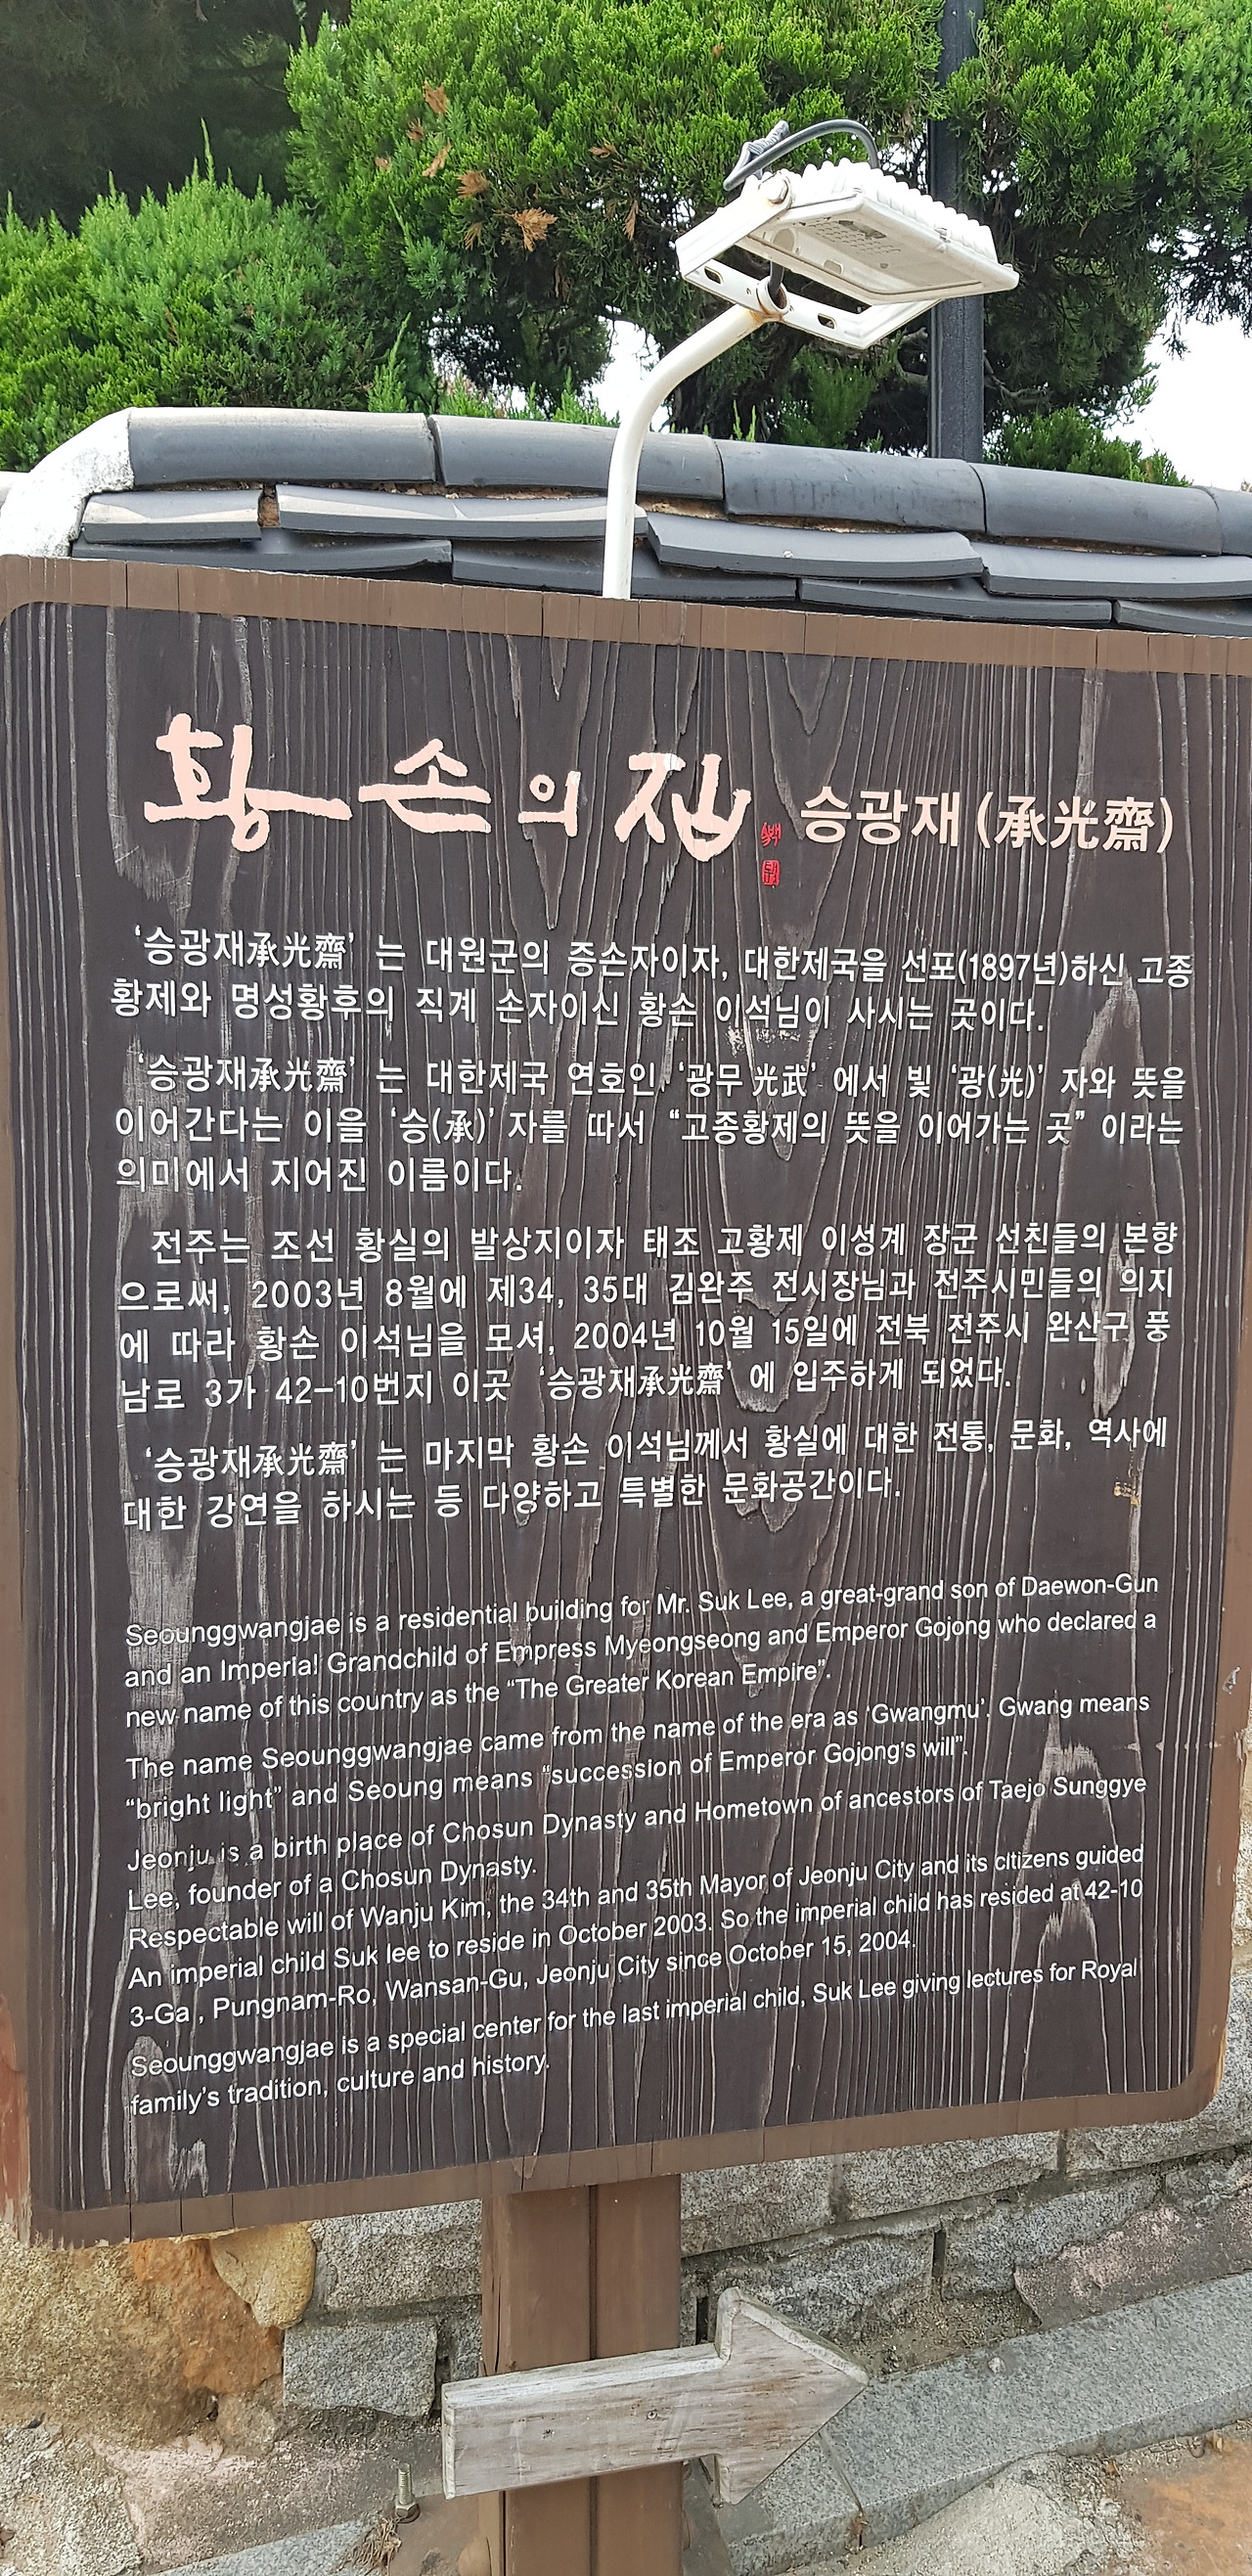 황손의 집 승광재(承光齋)
‘승광재承光齋’ 는 대원군의 증손자이자, 대한제국을 선포(1897년)하신 고종
황제와 명성황후의 직계 손자이신 황손 이석님이 사시는 곳이다.
‘승광재承光齋’ 는 대한제국 연호인 ‘광무 光武’ 에서 빛 ‘광(光)’ 자와 뜻을
이어간다는 이을 ‘승(承)’ 자를 따서 “고종황제의 뜻을 이어가는 곳” 이라는
의미에서 지어진 이름이다.
전주는 조선 황실의 발상지이자 태조 고황제 이성계 장군 선친들의 본향
으로써, 2003년 8월에 제34, 35대 김완주 전시장님과 전주시민들의 의지
에 따라 황손 이석님을 모셔, 2004년 10월 15일에 전북 전주시 완산구 풍
남로 3가 42-10번지 이곳 ‘승광재承光齋’ 에 입주하게 되었다.
‘승광재承光齋’ 는 마지막 황손 이석님께서 황실에 대한 전통, 문화, 역사에
대한 강연을 하시는 등 다양하고 특별한 문화공간이다.
Seounggwangjae is a residential building for Mr. Suk Lee, a great-grand son of Daewon-Gun
and an Imperial Grandchild of Empress Myeongseong and Emperor Gojong who declared a
new name of this country as the “The Greater Korean Empire”.
The name Seounggwangjae came from the name of the era as ‘Gwangmu’. Gwang means
“bright light” and Seoung means “succession of Emperor Gojong's will”.
Jeonju is a birth place of Chosun Dynasty and Hometown of ancestors of Taejo Sunggye
Lee, founder of a Chosun Dynasty.
Respectable will of Wanju Kim, the 34th and 35th Mayor of Jeonju City and its citizens guided
An imperial child Suk lee to reside in October 2003. So the imperial child has resided at 42-10
3-Ga , Pungnam-Ro, Wansan-Gu, Jeonju City since October 15, 2004.
Seounggwangjae is a special center for the last imperial child, Suk Lee giving lectures for Royal
family's tradition, culture and history.